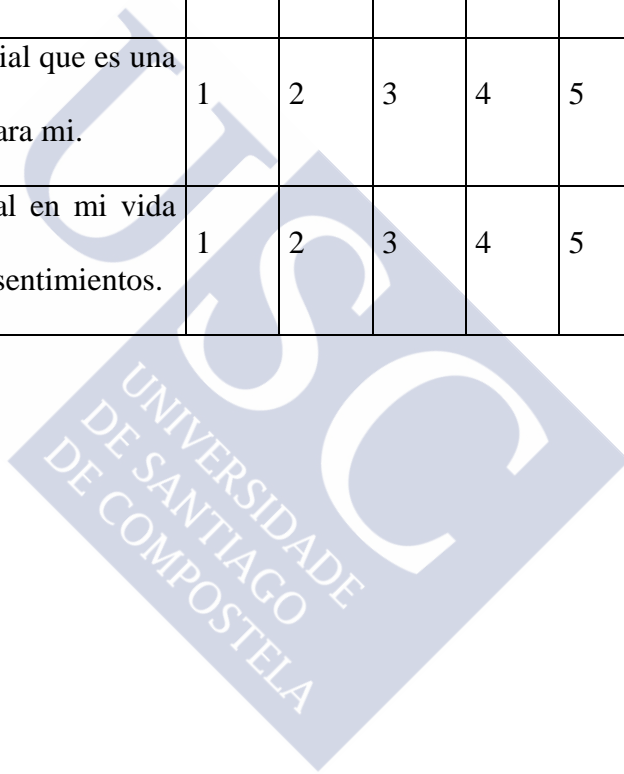 ial que es una
ara mi.
1 2 3 4 5
al en mi vida
sentimientos.
1 2 3 4 5
USC
UNIVERSIDADE
DE SANTIAGO
DE COMPOSTELA